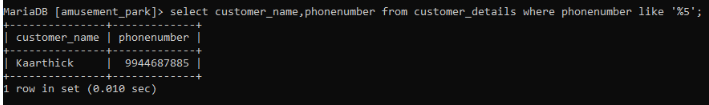 MariaDB [amusement_park]> select customer_name,phonenumber from customer_details where phonenumber like '%5';
+---------------+-------------+
| customer_name | phonenumber |
+---------------+-------------+
| Kaarthick     |  9944687885 |
+---------------+-------------+
1 row in set (0.010 sec)